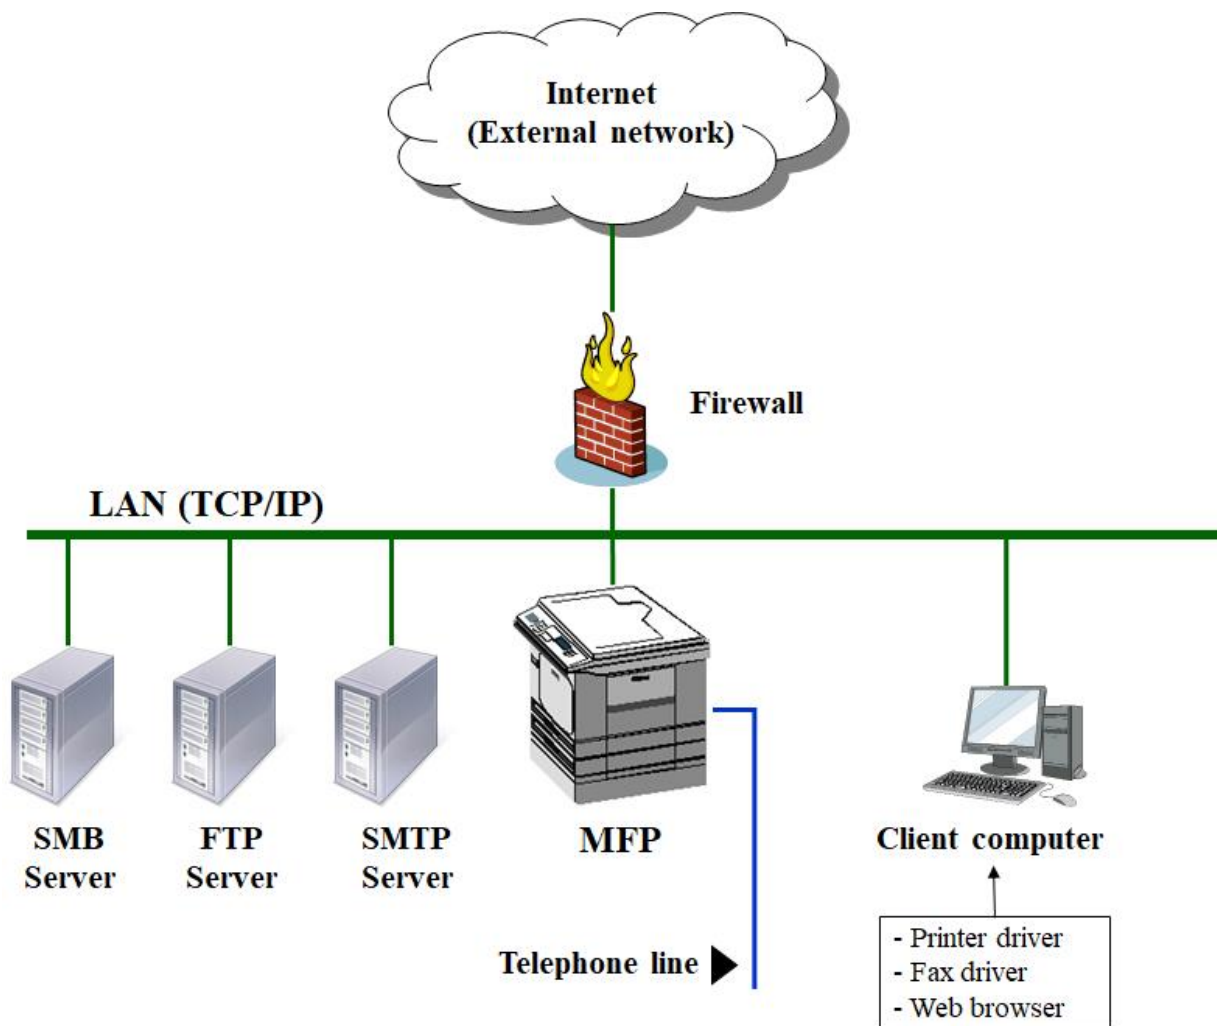 Internet
(External network)
Firewall
LAN (TCP/IP)
SMB
Server
FTP
Server
SMTP
Server
MFP
Client computer
Telephone line
- Printer driver
- Fax driver
- Web browser